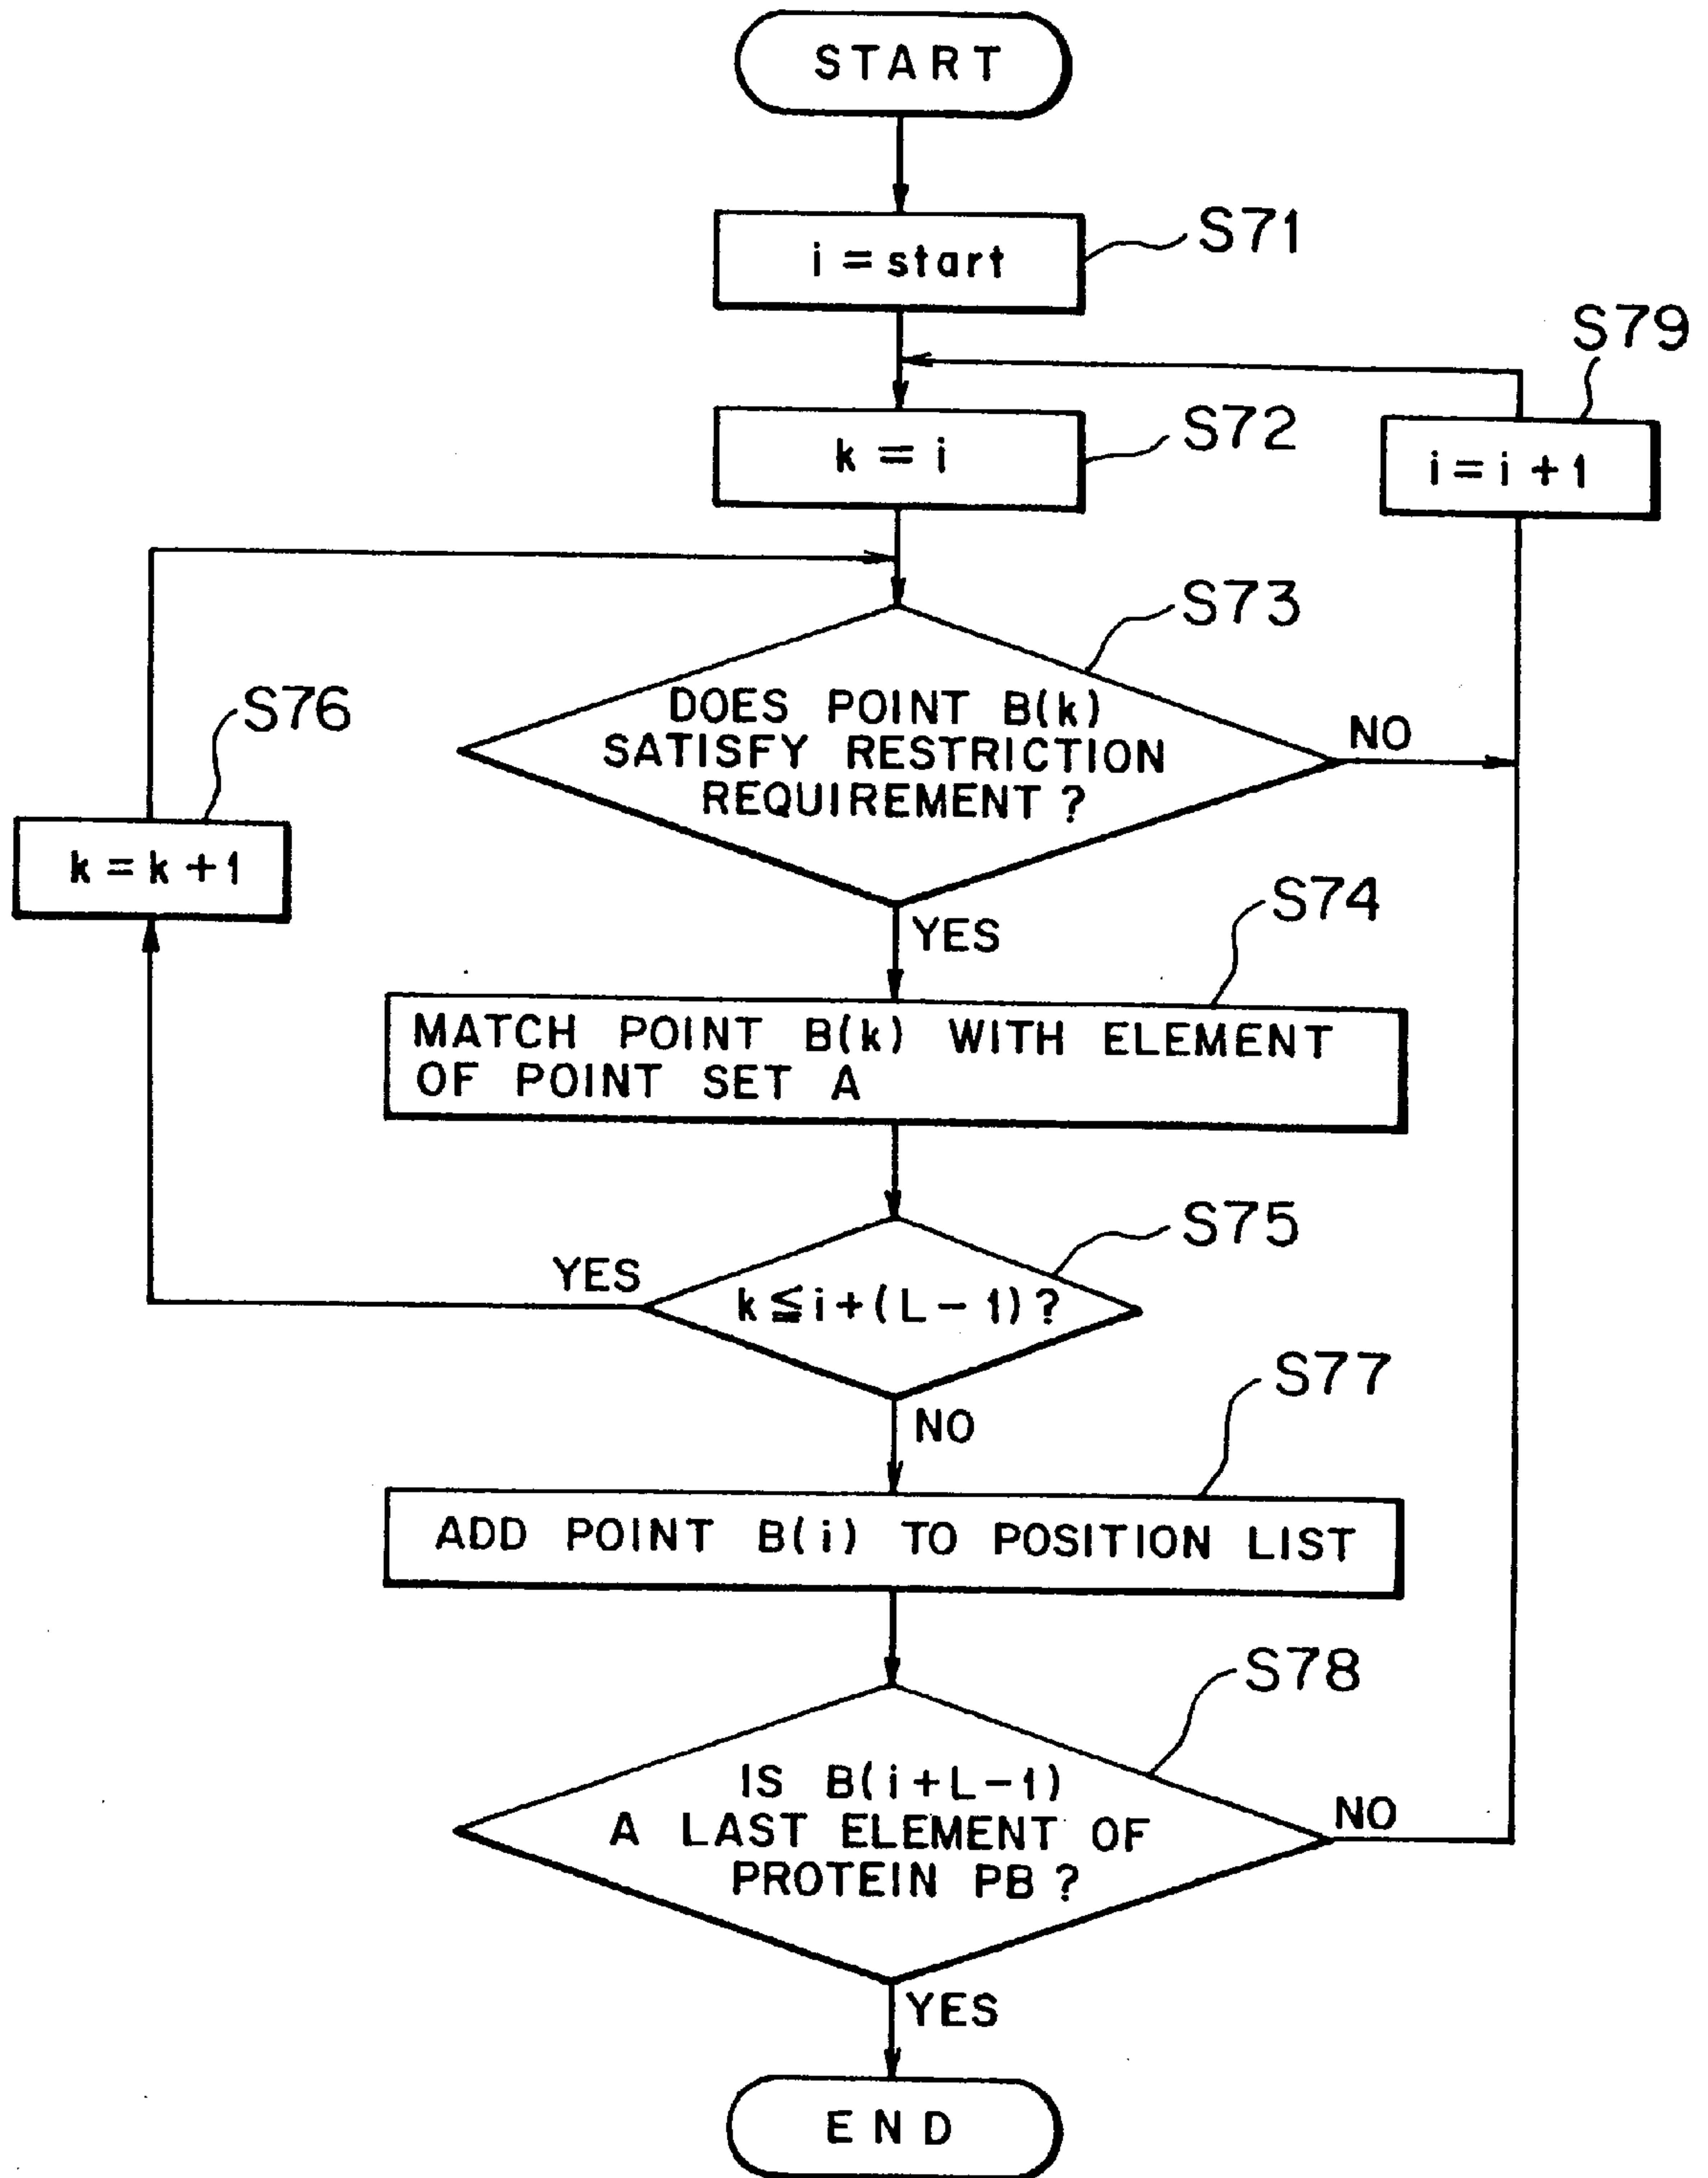 START
i = start
S71
S79
k = i
S72
i = i + 1
S73
DOES POINT B(k)
SATISFY RESTRICTION
REQUIREMENT ?
NO
S76
k = k + 1
YES
S74
MATCH POINT B(k) WITH ELEMENT
OF POINT SET A
S75
YES
k ≦ i + (L - 1) ?
NO
S77
ADD POINT B(i) TO POSITION LIST
S78
IS B(i+L-1)
A LAST ELEMENT OF
PROTEIN PB ?
NO
YES
END